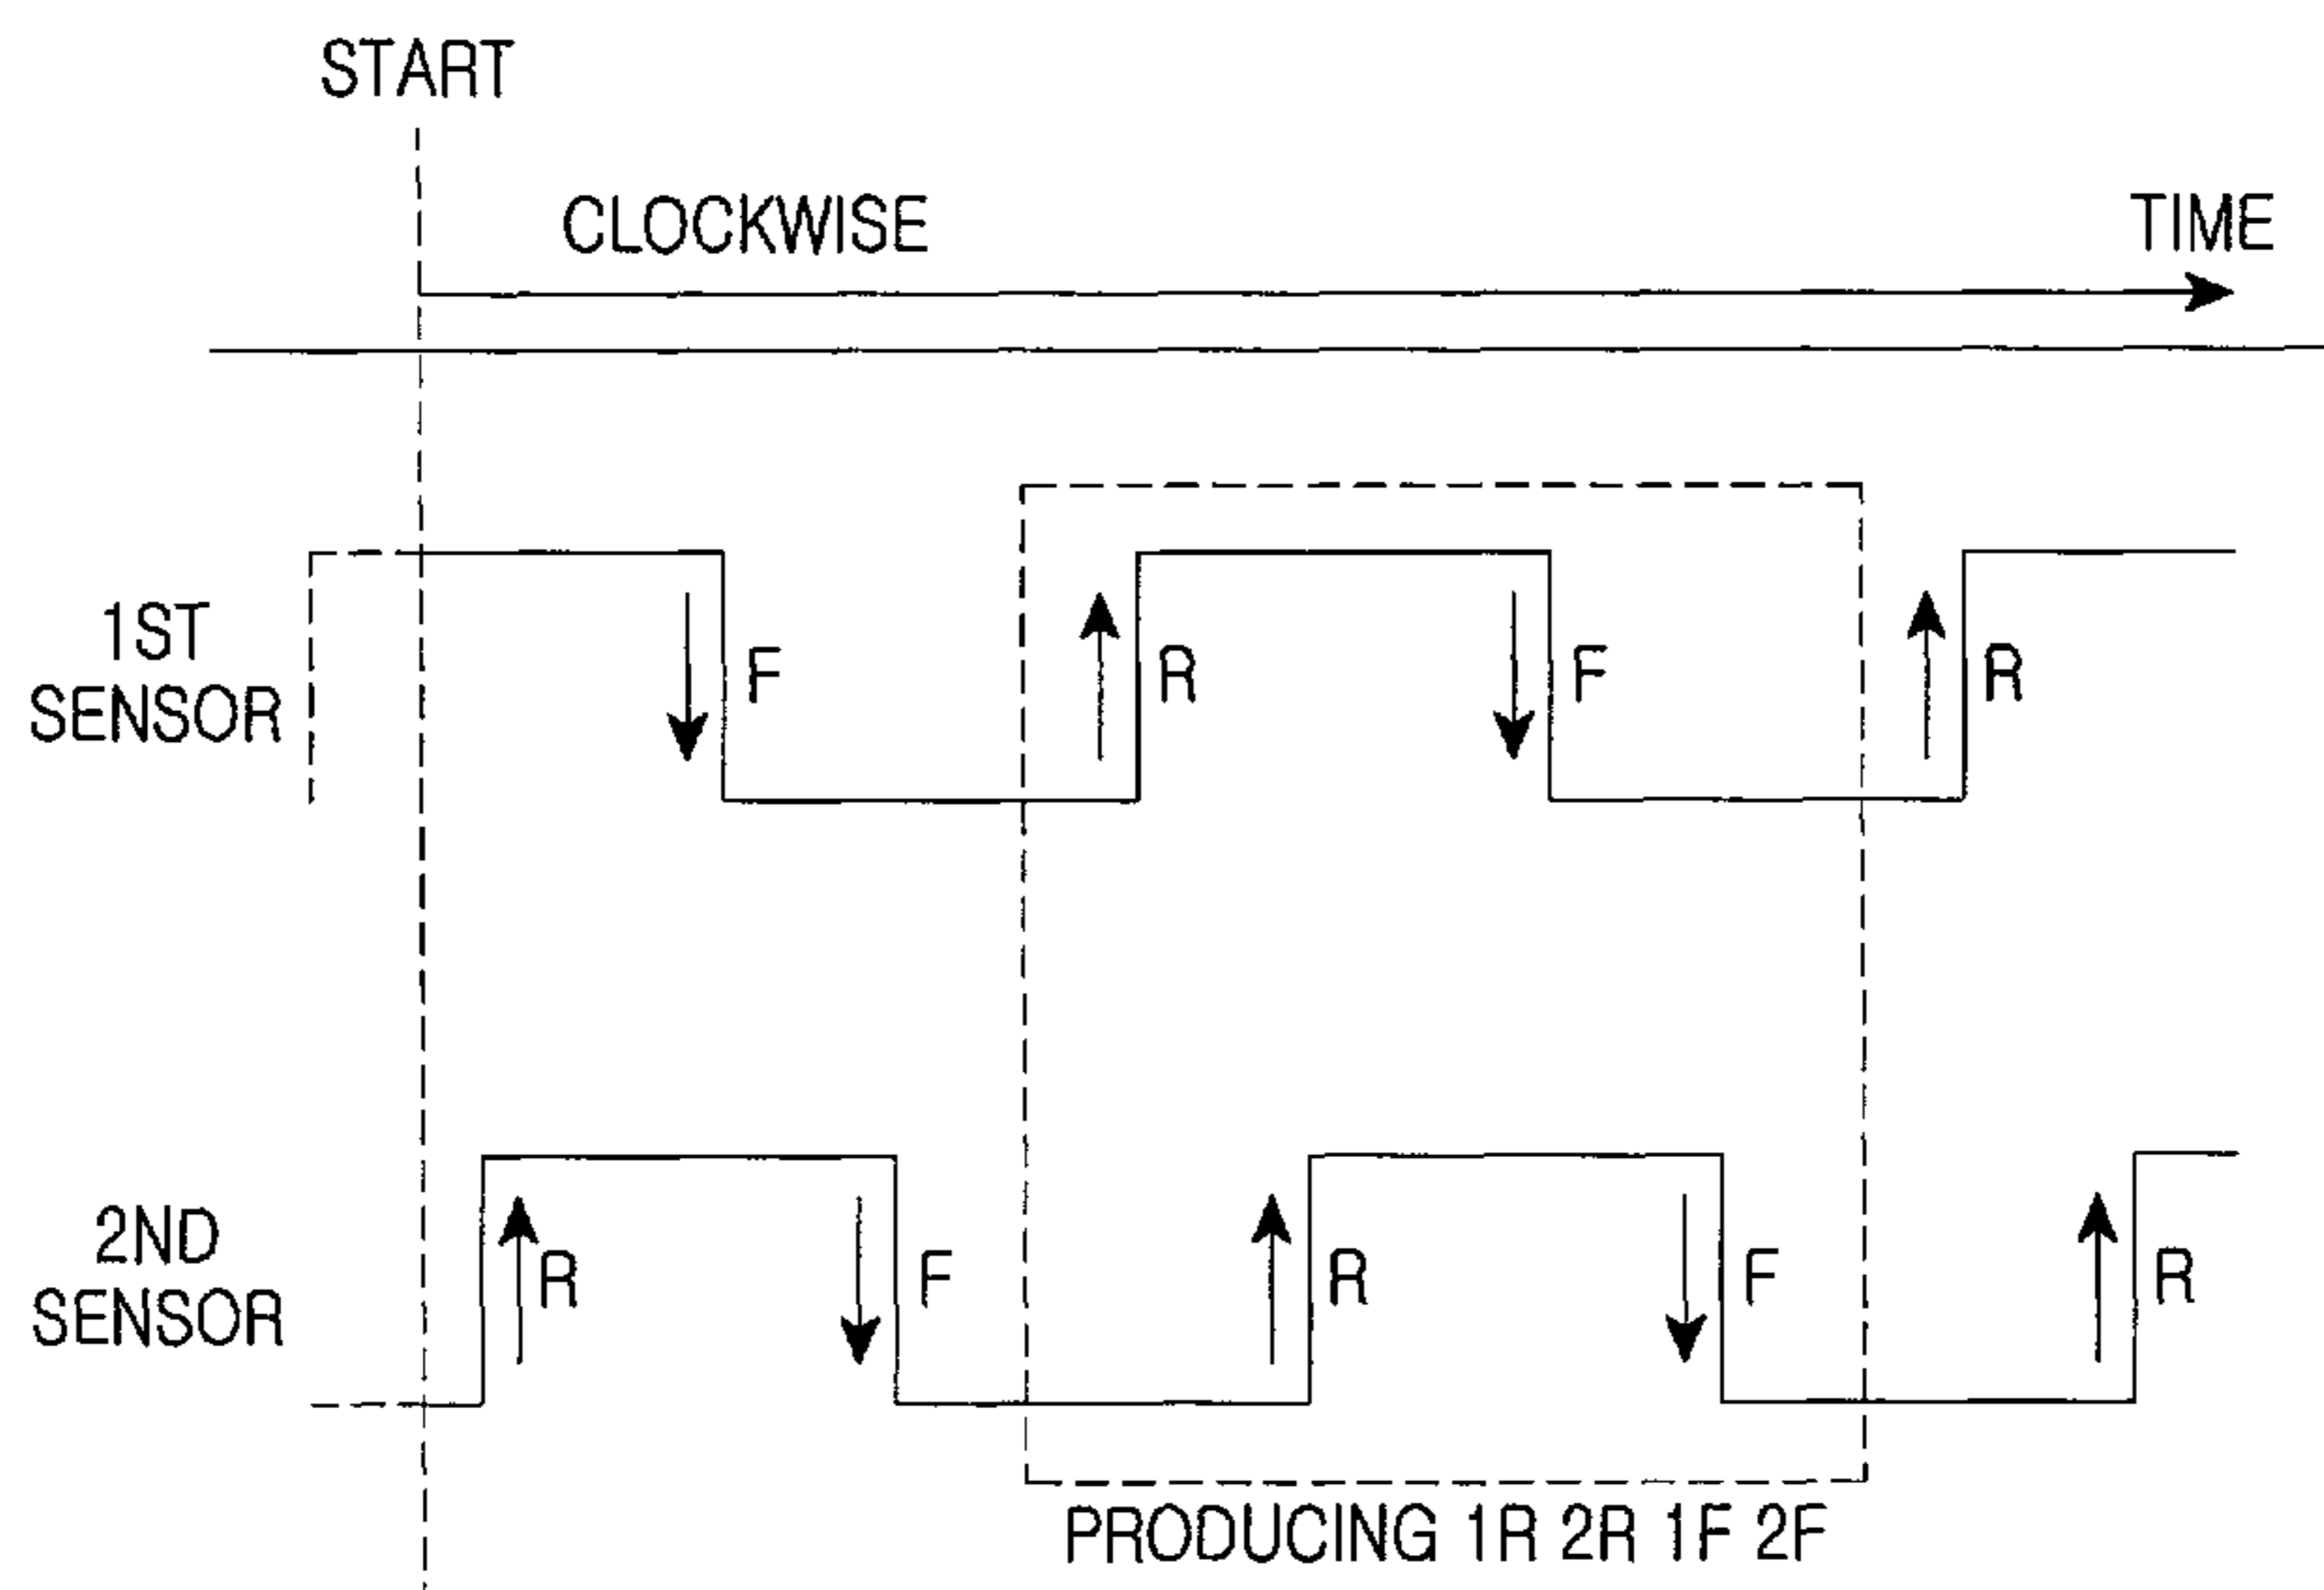 START
CLOCKWISE
TIME
1ST
SENSOR
F
R
F
R
2ND
SENSOR
R
F
R
F
R
PRODUCING 1R 2R 1F 2F